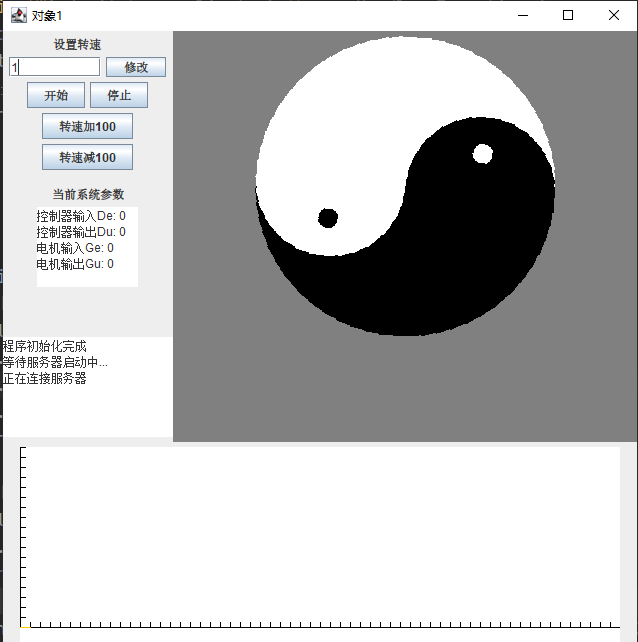 对象1
设置转速
1
修改
开始 停止
转速加100
转速减100
当前系统参数
控制器输入De: 0
控制器输出Du: 0
电机输入Ge: 0
电机输出Gu: 0
程序初始化完成
等待服务器启动中...
正在连接服务器